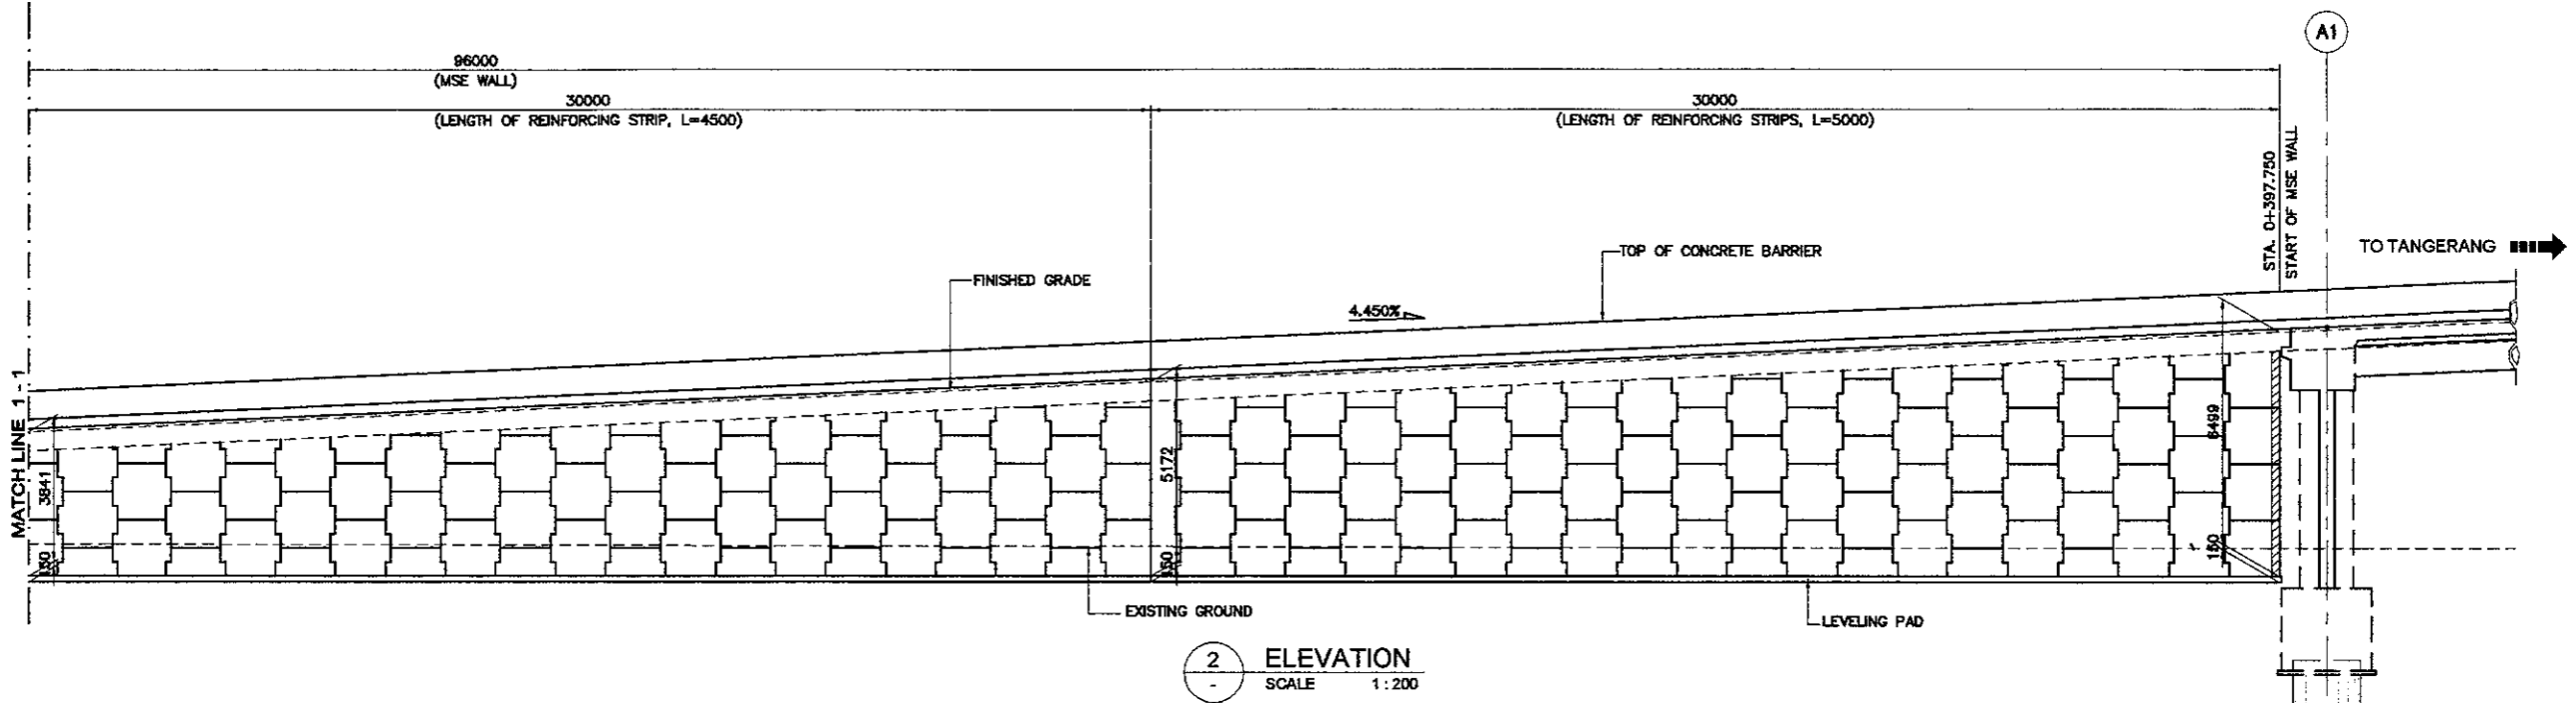 A1
96000
(MSE WALL)
30000
(LENGTH OF REINFORCING STRIP, L=4500)
30000
(LENGTH OF REINFORCING STRIPS, L=5000)
STA. 0+397.750
START OF MSE WALL
TO TANGERANG
TOP OF CONCRETE BARRIER
FINISHED GRADE
4.450%
MATCH LINE 1 - 1
3841
150
5172
150
6499
150
EXISTING GROUND
LEVELING PAD
2
-
ELEVATION
SCALE 1 : 200